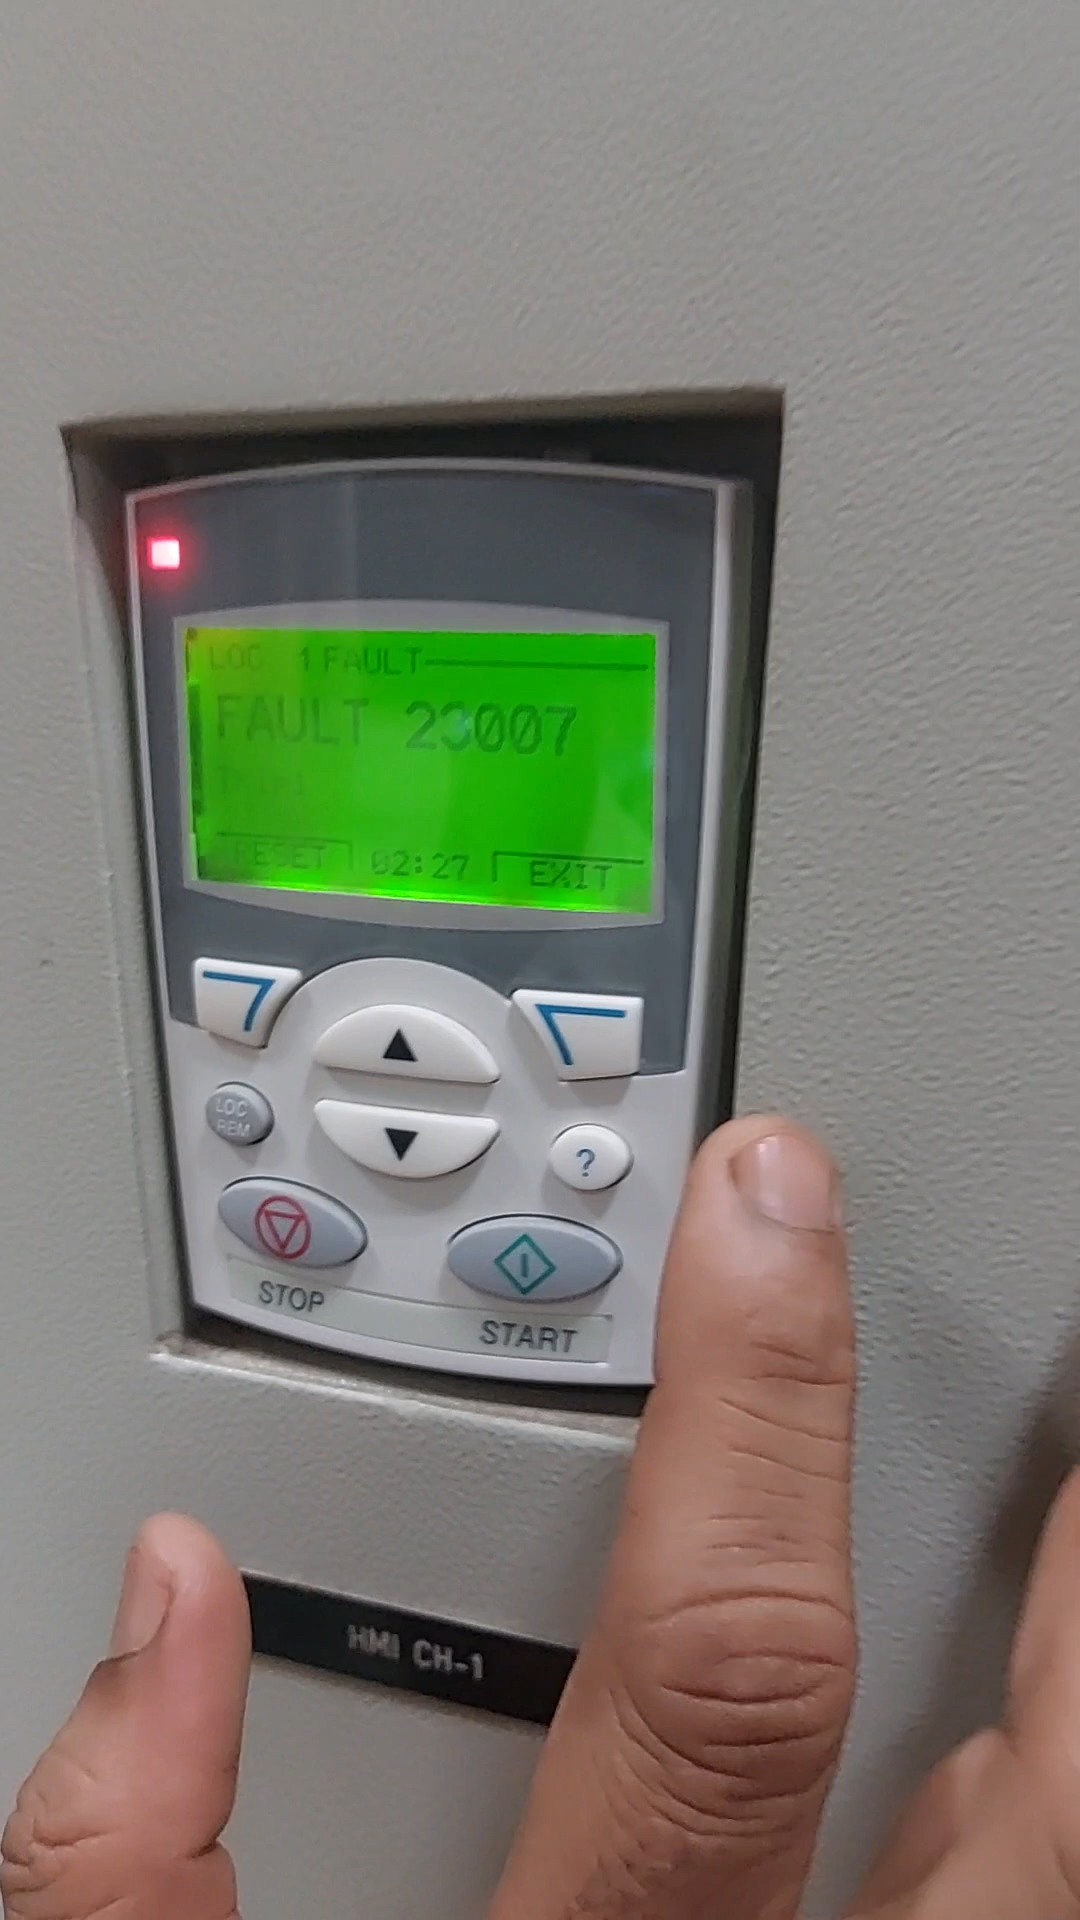 LOC 1 FAULT
FAULT 23007
RESET 02:27 EXIT
LOC
REM
?
STOP
START
HMI CH-1